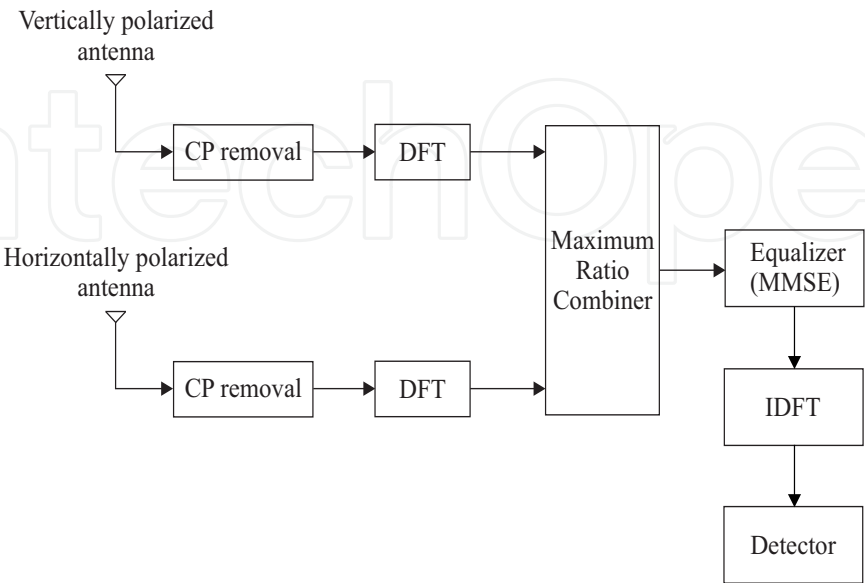 Vertically polarized
antenna
CP removal
DFT
Horizontally polarized
antenna
CP removal
DFT
Maximum
Ratio
Combiner
Equalizer
(MMSE)
IDFT
Detector
ntechOpe